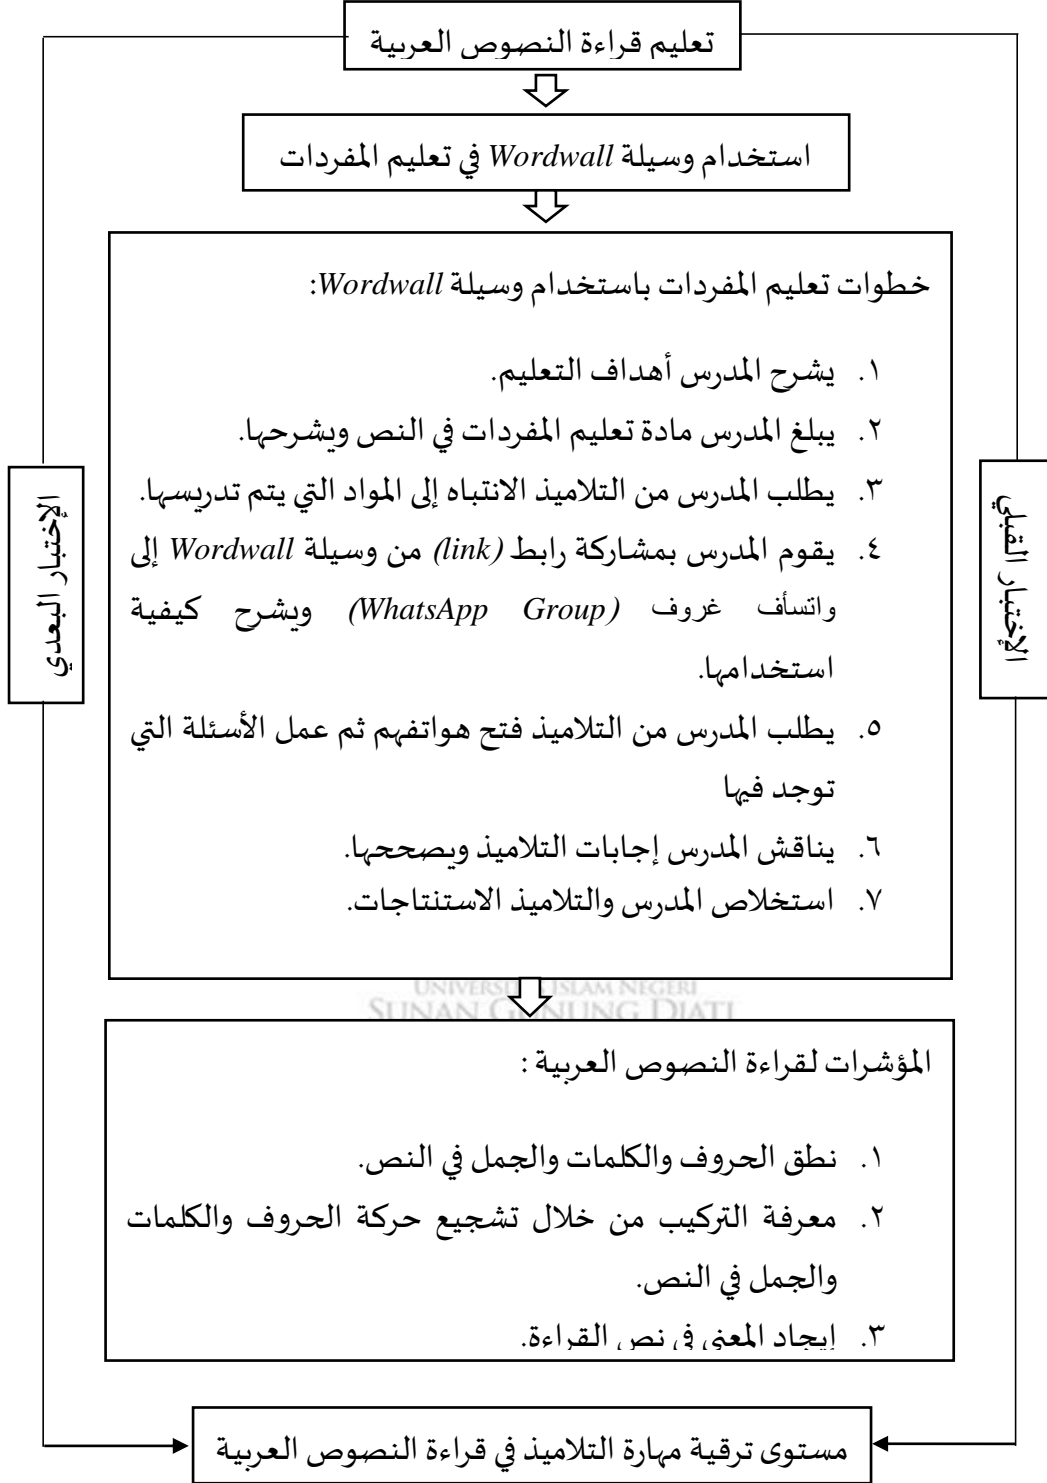 تعليم قراءة النصوص العربية
استخدام وسيلة Wordwall في تعليم المفردات
خطوات تعليم المفردات باستخدام وسيلة Wordwall:
١. يشرح المدرس أهداف التعليم.
٢. يبلغ المدرس مادة تعليم المفردات في النص ويشرحها.
٣. يطلب المدرس من التلاميذ الانتباه إلى المواد التي يتم تدريسها.
٤. يقوم المدرس بمشاركة رابط (link) من وسيلة Wordwall إلى
واتسأف غروف (WhatsApp Group) ويشرح كيفية
استخدامها.
٥. يطلب المدرس من التلاميذ فتح هواتفهم ثم عمل الأسئلة التي
توجد فيها
٦. يناقش المدرس إجابات التلاميذ ويصححها.
٧. استخلاص المدرس والتلاميذ الاستنتاجات.
الإختبار القبلي
الإختبار البعدي
UNIVERSITAS ISLAM NEGERI
SUNAN GUNUNG DJATI
المؤشرات لقراءة النصوص العربية :
١. نطق الحروف والكلمات والجمل في النص.
٢. معرفة التركيب من خلال تشجيع حركة الحروف والكلمات
والجمل في النص.
٣. إيجاد المعنى في نص القراءة.
مستوى ترقية مهارة التلاميذ في قراءة النصوص العربية